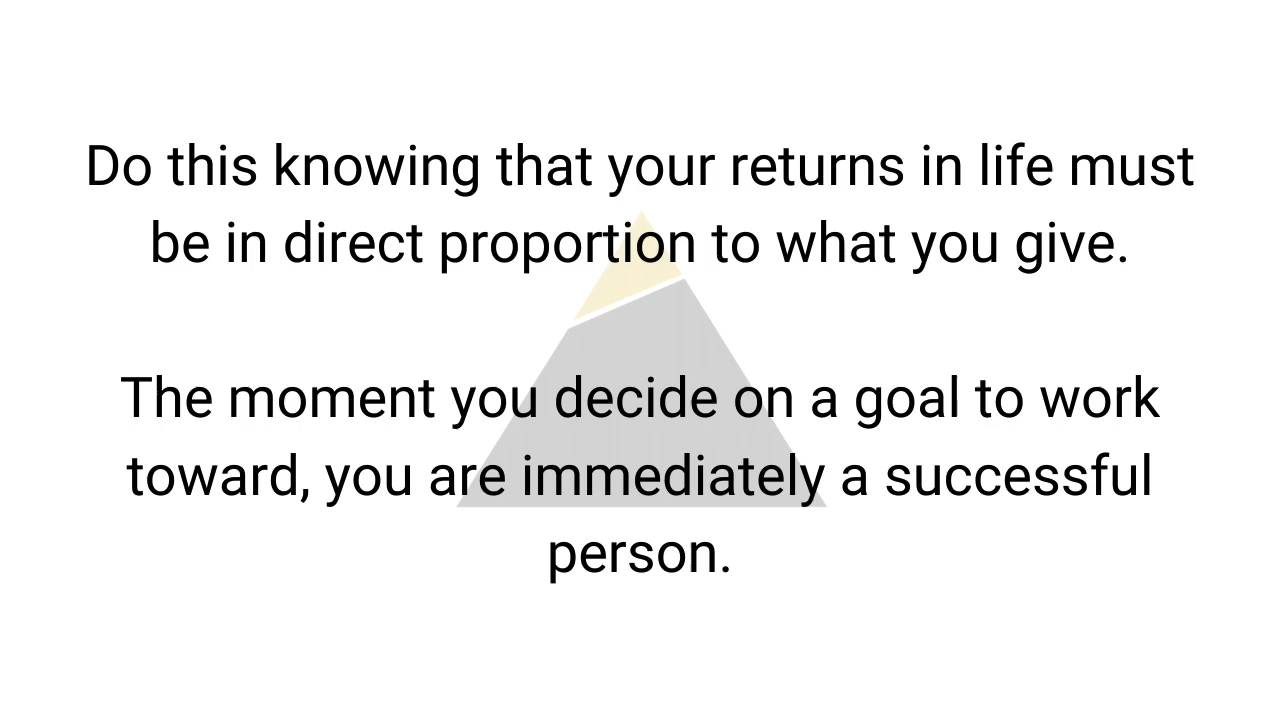 Do this knowing that your returns in life must
be in direct proportion to what you give.
The moment you decide on a goal to work
toward, you are immediately a successful
person.